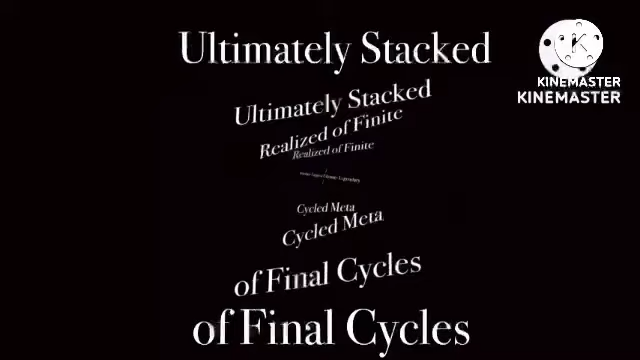 Ultimately Stacked
KINEMASTER
KINEMASTER
Ultimately Stacked
Realized of Finite
Realized of Finite
Cycled Meta
Cycled Meta
of Final Cycles
of Final Cycles